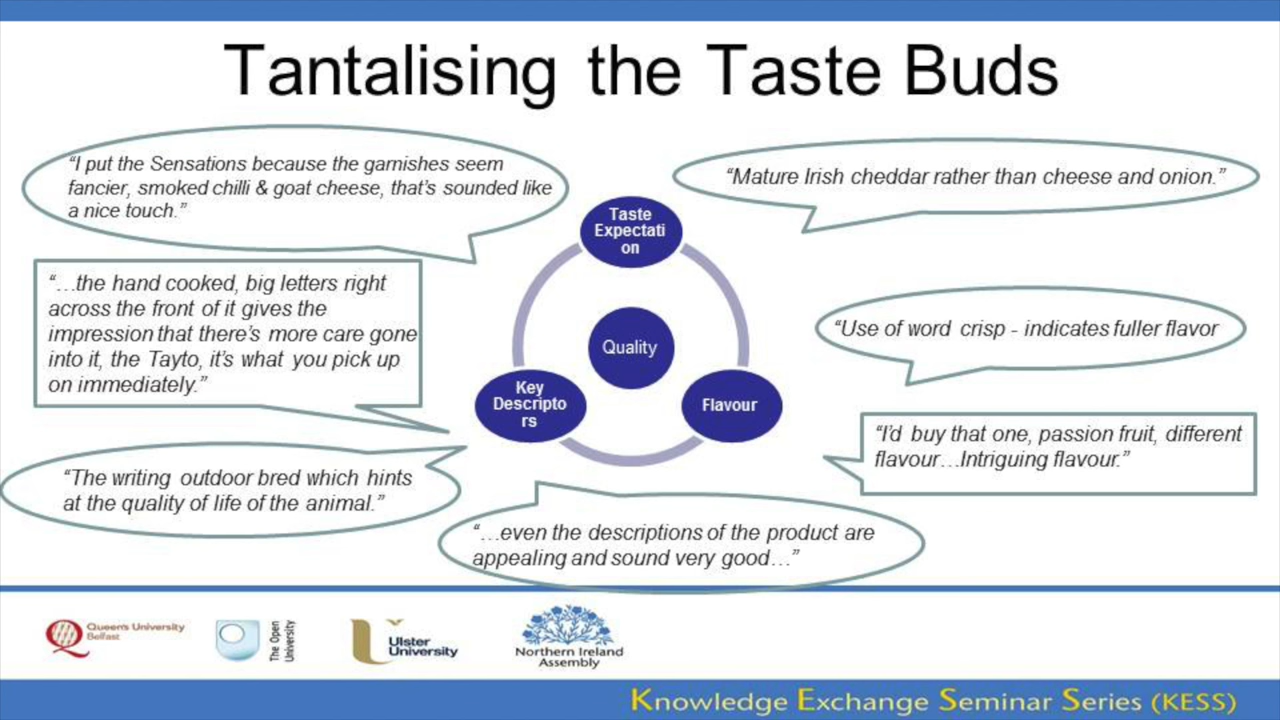 Tantalising the Taste Buds
“I put the Sensations because the garnishes seem
fancier, smoked chilli & goat cheese, that’s sounded like
a nice touch.”
“Mature Irish cheddar rather than cheese and onion.”
Taste
Expectati
on
“…the hand cooked, big letters right
across the front of it gives the
impression that there’s more care gone
into it, the Tayto, it’s what you pick up
on immediately.”
Quality
“Use of word crisp - indicates fuller flavor
Key
Descripto
rs
Flavour
“I’d buy that one, passion fruit, different
flavour…Intriguing flavour.”
“The writing outdoor bred which hints
at the quality of life of the animal.”
“…even the descriptions of the product are
appealing and sound very good…”
Queen's University
Belfast
The Open
University
Ulster
University
Northern Ireland
Assembly
Knowledge Exchange Seminar Series (KESS)